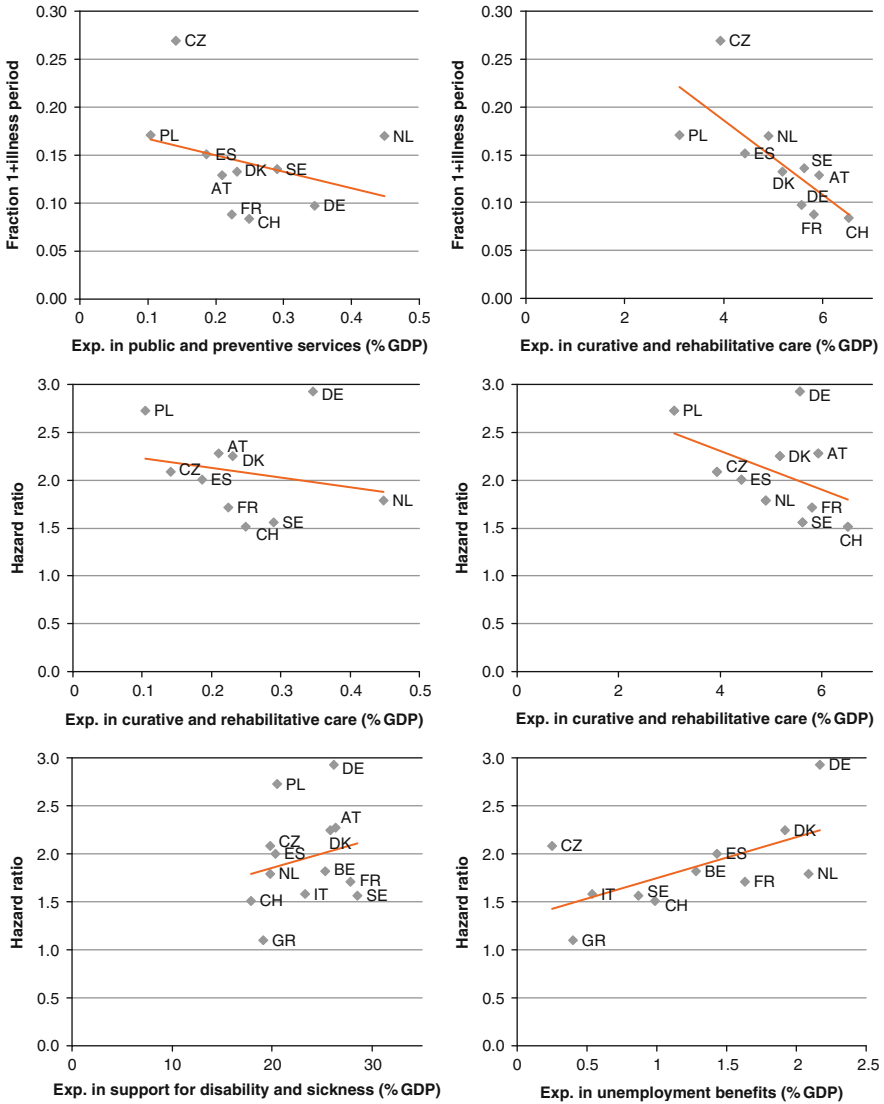 Fraction 1+illness period
0.30
0.25
0.20
0.15
0.10
0.05
0.00
CZ
PL
NL
ES
DK
SE
AT
FR
DE
CH
0
0.1
0.2
0.3
0.4
0.5
Exp. in public and preventive services (% GDP)
Fraction 1+illness period
0.30
0.25
0.20
0.15
0.10
0.05
0.00
CZ
PL
NL
ES
SE
DK
AT
DE
FR
CH
0
2
4
6
Exp. in curative and rehabilitative care (% GDP)
Hazard ratio
3.0
2.5
2.0
1.5
1.0
0.5
0.0
DE
PL
AT
DK
CZ
ES
NL
FR
SE
CH
0
0.1
0.2
0.3
0.4
0.5
Exp. in curative and rehabilitative care (% GDP)
Hazard ratio
3.0
2.5
2.0
1.5
1.0
0.5
0.0
DE
PL
DK
AT
CZ
ES
NL
FR
SE
CH
0
2
4
6
Exp. in curative and rehabilitative care (% GDP)
Hazard ratio
3.0
2.5
2.0
1.5
1.0
0.5
0.0
DE
PL
AT
CZ
DK
ES
NL
BE
FR
CH
IT
SE
GR
0
10
20
30
Exp. in support for disability and sickness (% GDP)
Hazard ratio
3.0
2.5
2.0
1.5
1.0
0.5
0.0
DE
DK
CZ
ES
BE
NL
FR
IT
SE
CH
GR
0
0.5
1
1.5
2
2.5
Exp. in unemployment benefits (% GDP)